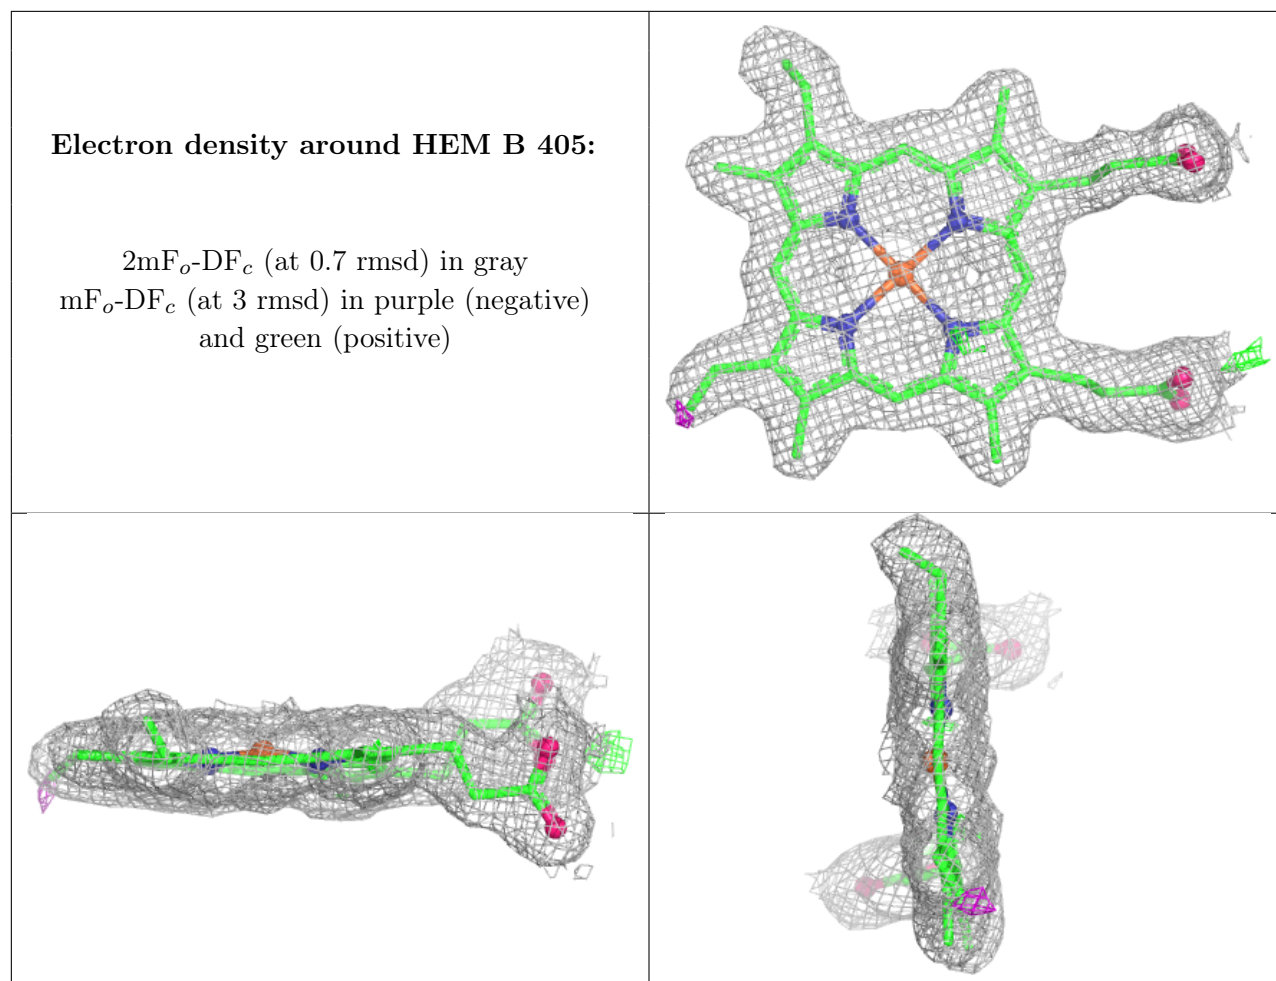 Electron density around HEM B 405:
2mFₒ-DF𝒸 (at 0.7 rmsd) in gray
mFₒ-DF𝒸 (at 3 rmsd) in purple (negative)
and green (positive)